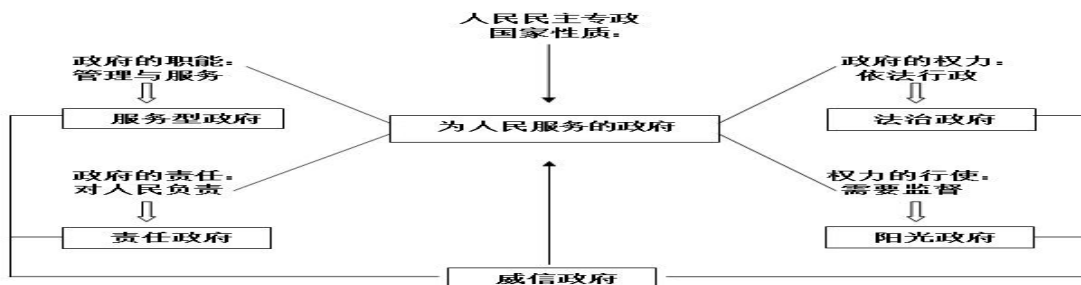 人民民主专政
国家性质：
政府的职能：
管理与服务
服务型政府
政府的权力：
依法行政
法治政府
为人民服务的政府
政府的责任：
对人民负责
责任政府
权力的行使：
需要监督
阳光政府
威信政府